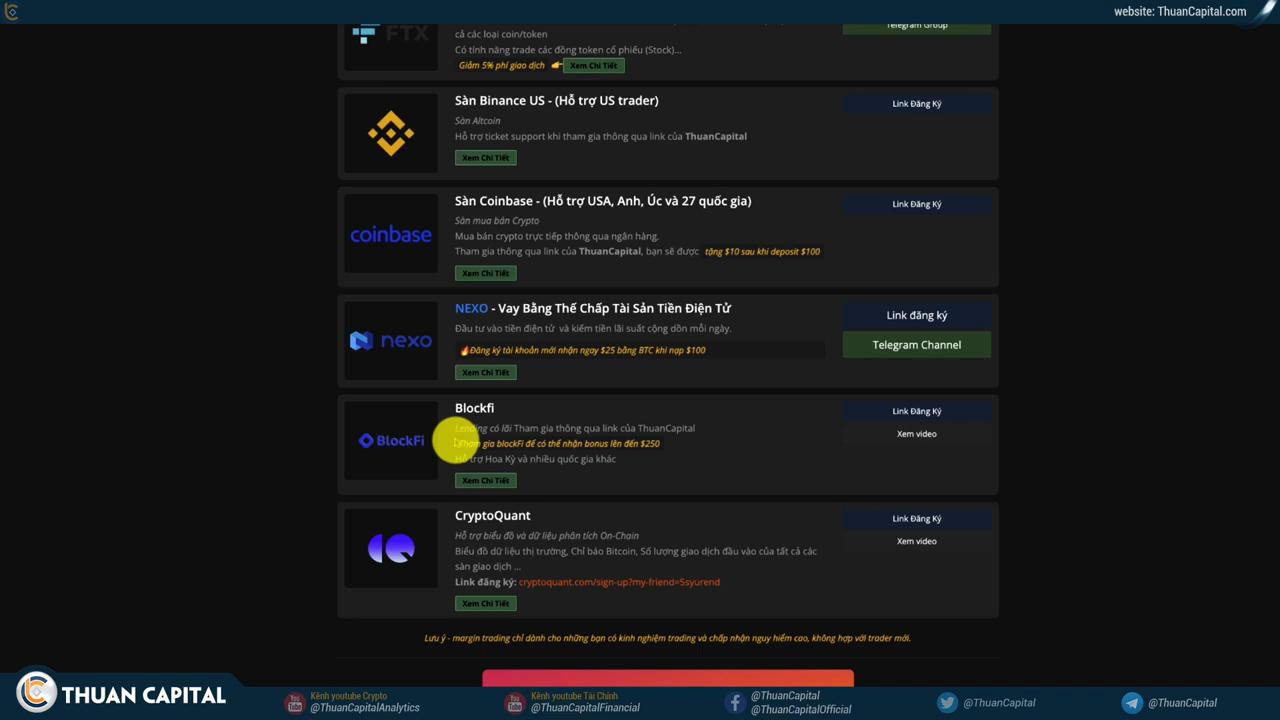 website: ThuanCapital.com
FTX
cả các loại coin/token
Có tính năng trade các đồng token cổ phiếu (Stock)...
Giảm 5% phí giao dịch 👉 Xem Chi Tiết
Telegram Group
Sàn Binance US - (Hỗ trợ US trader)
Sàn Altcoin
Hỗ trợ ticket support khi tham gia thông qua link của ThuanCapital
Xem Chi Tiết
Link Đăng Ký
coinbase
Sàn Coinbase - (Hỗ trợ USA, Anh, Úc và 27 quốc gia)
Sàn mua bán Crypto
Mua bán crypto trực tiếp thông qua ngân hàng.
Tham gia thông qua link của ThuanCapital, bạn sẽ được tặng $10 sau khi deposit $100
Xem Chi Tiết
Link Đăng Ký
nexo
NEXO - Vay Bằng Thế Chấp Tài Sản Tiền Điện Tử
Đầu tư vào tiền điện tử và kiếm tiền lãi suất cộng dồn mỗi ngày.
🔥Đăng ký tài khoản mới nhận ngay $25 bằng BTC khi nạp $100
Xem Chi Tiết
Link đăng ký
Telegram Channel
BlockFi
Blockfi
Lending có lãi Tham gia thông qua link của ThuanCapital
Tham gia blockFi để có thể nhận bonus lên đến $250
Hỗ trợ Hoa Kỳ và nhiều quốc gia khác
Xem Chi Tiết
Link Đăng Ký
Xem video
CryptoQuant
Hỗ trợ biểu đồ và dữ liệu phân tích On-Chain
Biểu đồ dữ liệu thị trường, Chỉ báo Bitcoin, Số lượng giao dịch đầu vào của tất cả các
sàn giao dịch ...
Link đăng ký: cryptoquant.com/sign-up?my-friend=5syurend
Xem Chi Tiết
Link Đăng Ký
Xem video
Lưu ý - margin trading chỉ dành cho những bạn có kinh nghiệm trading và chấp nhận nguy hiểm cao, không hợp với trader mới.
THUAN CAPITAL
Kênh youtube Crypto
@ThuanCapitalAnalytics
Kênh youtube Tài Chính
@ThuanCapitalFinancial
@ThuanCapital
@ThuanCapitalOfficial
@ThuanCapital
@ThuanCapital